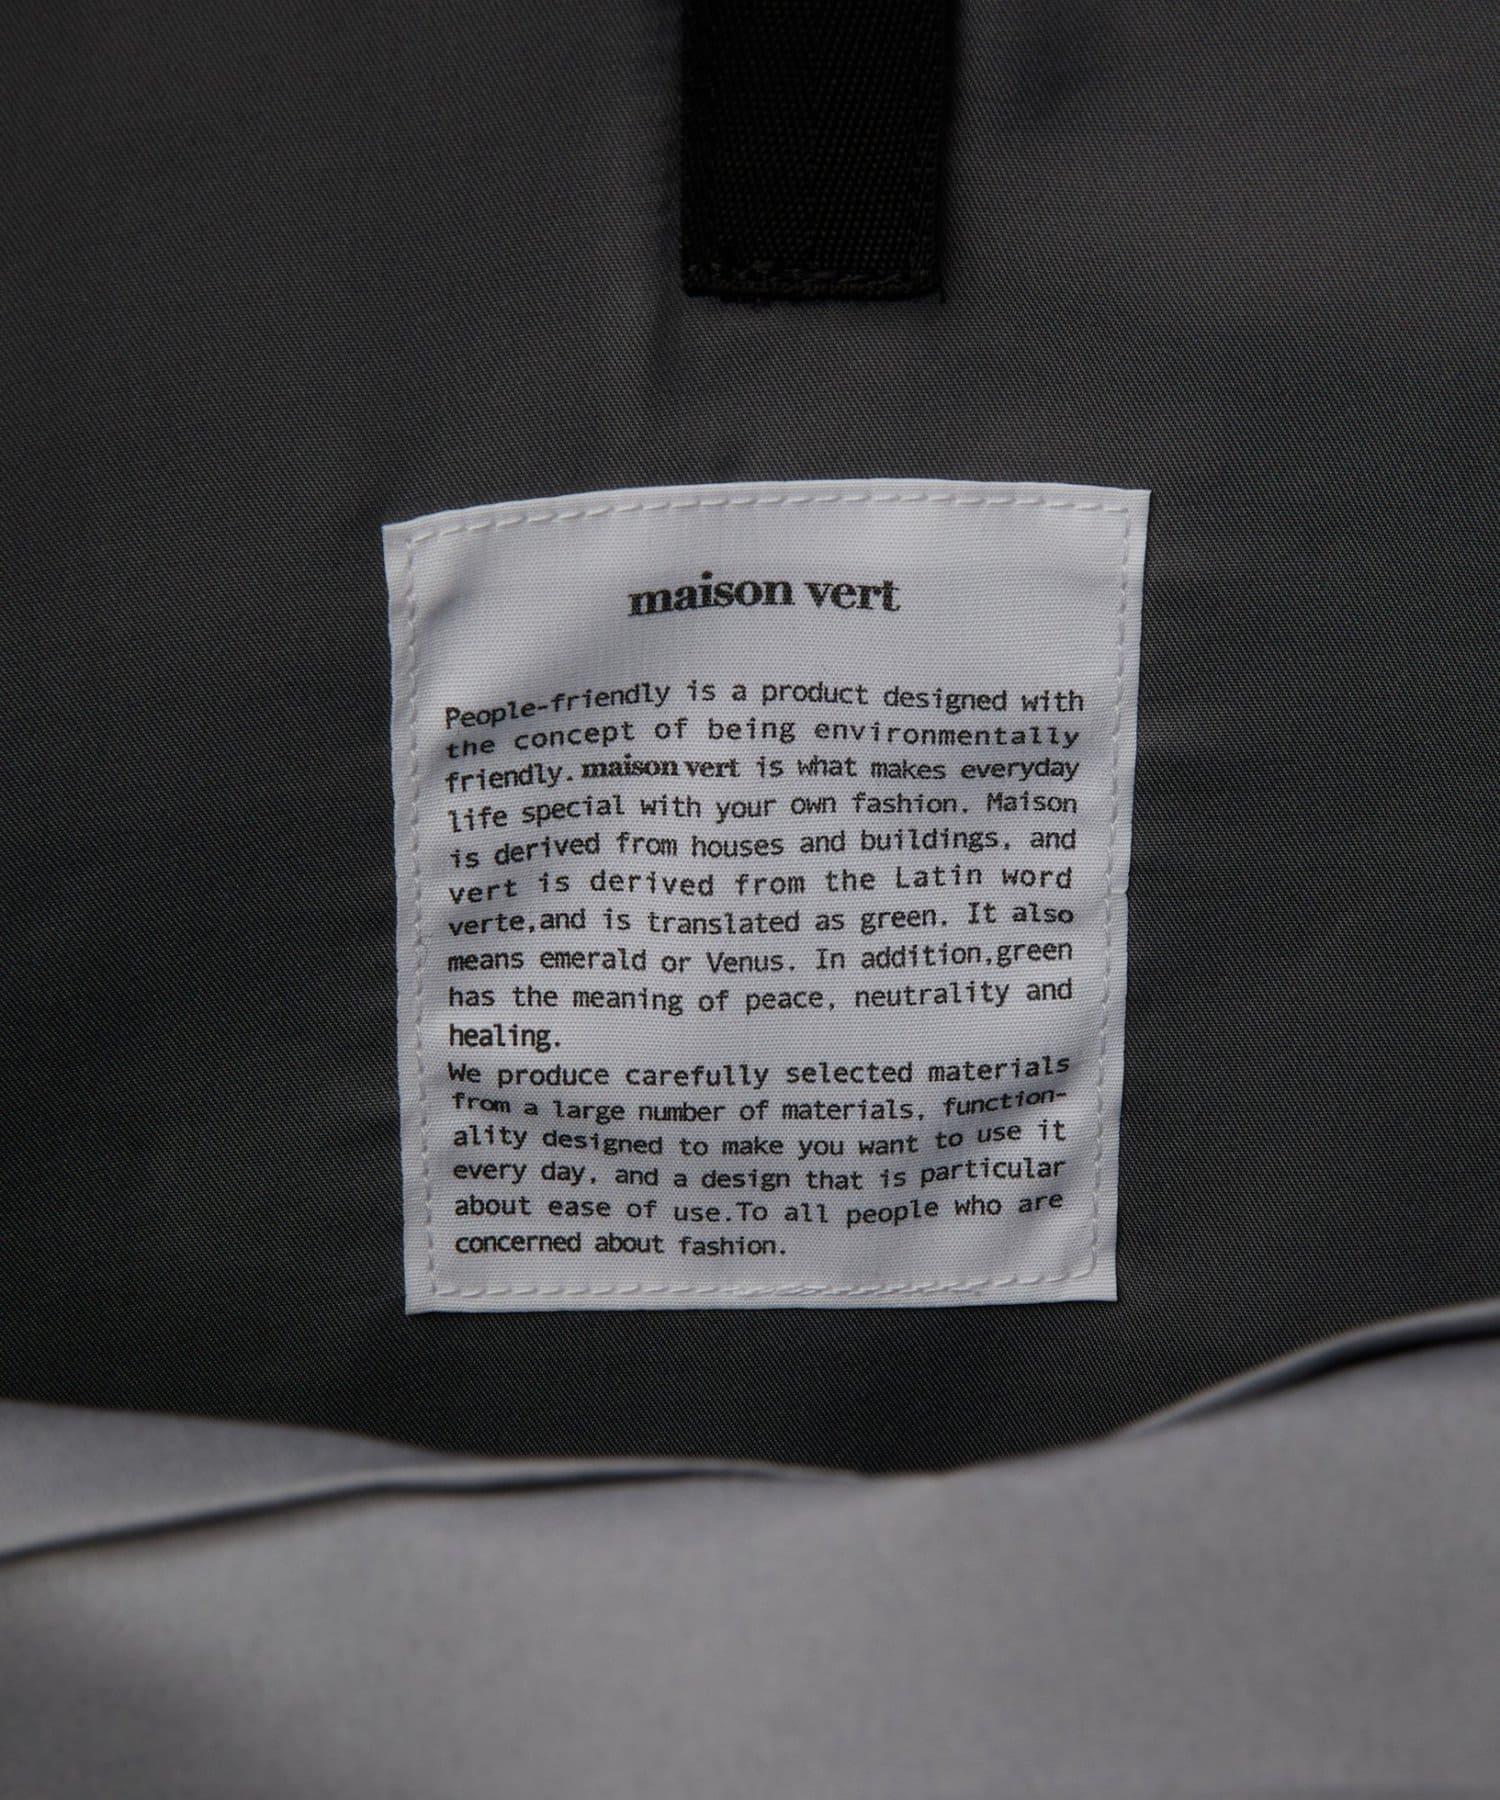 maison vert
People-friendly is a product designed with
the concept of being environmentally
friendly. maison vert is what makes everyday
life special with your own fashion. Maison
is derived from houses and buildings, and
vert is derived from the Latin word
verte,and is translated as green. It also
means emerald or Venus. In addition,green
has the meaning of peace, neutrality and
healing.
We produce carefully selected materials
from a large number of materials, function-
ality designed to make you want to use it
every day, and a design that is particular
about ease of use.To all people who are
concerned about fashion.